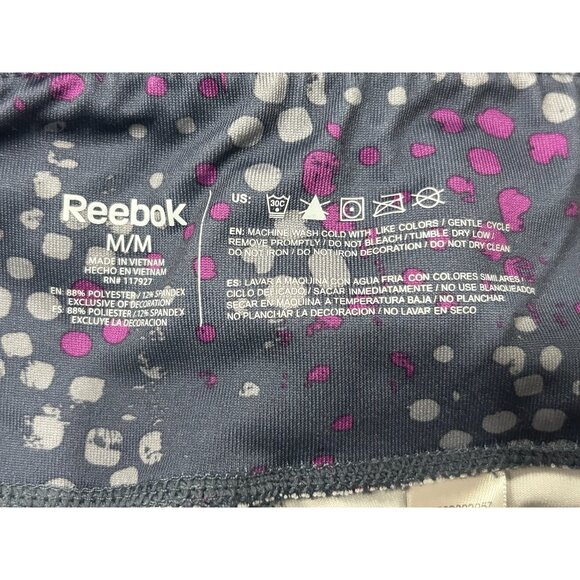 Reebok
M/M
MADE IN VIETNAM
HECHO EN VIETNAM
RN# 117927
EN: 88% POLYESTER / 12% SPANDEX
EXCLUSIVE OF DECORATION
ES: 88% POLYESTER / 12% SPANDEX
EXCLUYE LA DECORACION
US:
30C
EN: MACHINE WASH COLD WITH LIKE COLORS / GENTLE CYCLE
REMOVE PROMPTLY / DO NOT BLEACH / TUMBLE DRY LOW /
DO NOT IRON / DO NOT IRON DECORATION / DO NOT DRY CLEAN
ES: LAVAR A MAQUINA CON AGUA FRIA, CON COLORES SIMILARES /
CICLO DELICADO / SACAR INMEDIATAMENTE / NO USE BLANQUEADOR
SECAR EN MAQUINA A TEMPERATURA BAJA / NO PLANCHAR
NO PLANCHAR LA DECORACION / NO LAVAR EN SECO